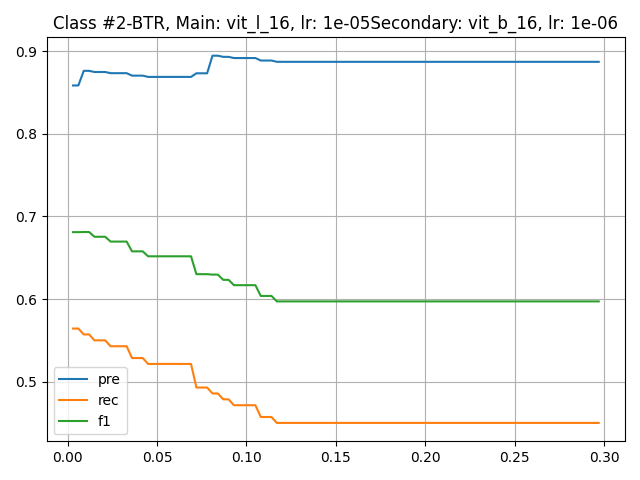 Class #2-BTR, Main: vit_l_16, lr: 1e-05Secondary: vit_b_16, lr: 1e-06
0.9
0.8
0.7
0.6
0.5
pre
rec
f1
0.00 0.05 0.10 0.15 0.20 0.25 0.30